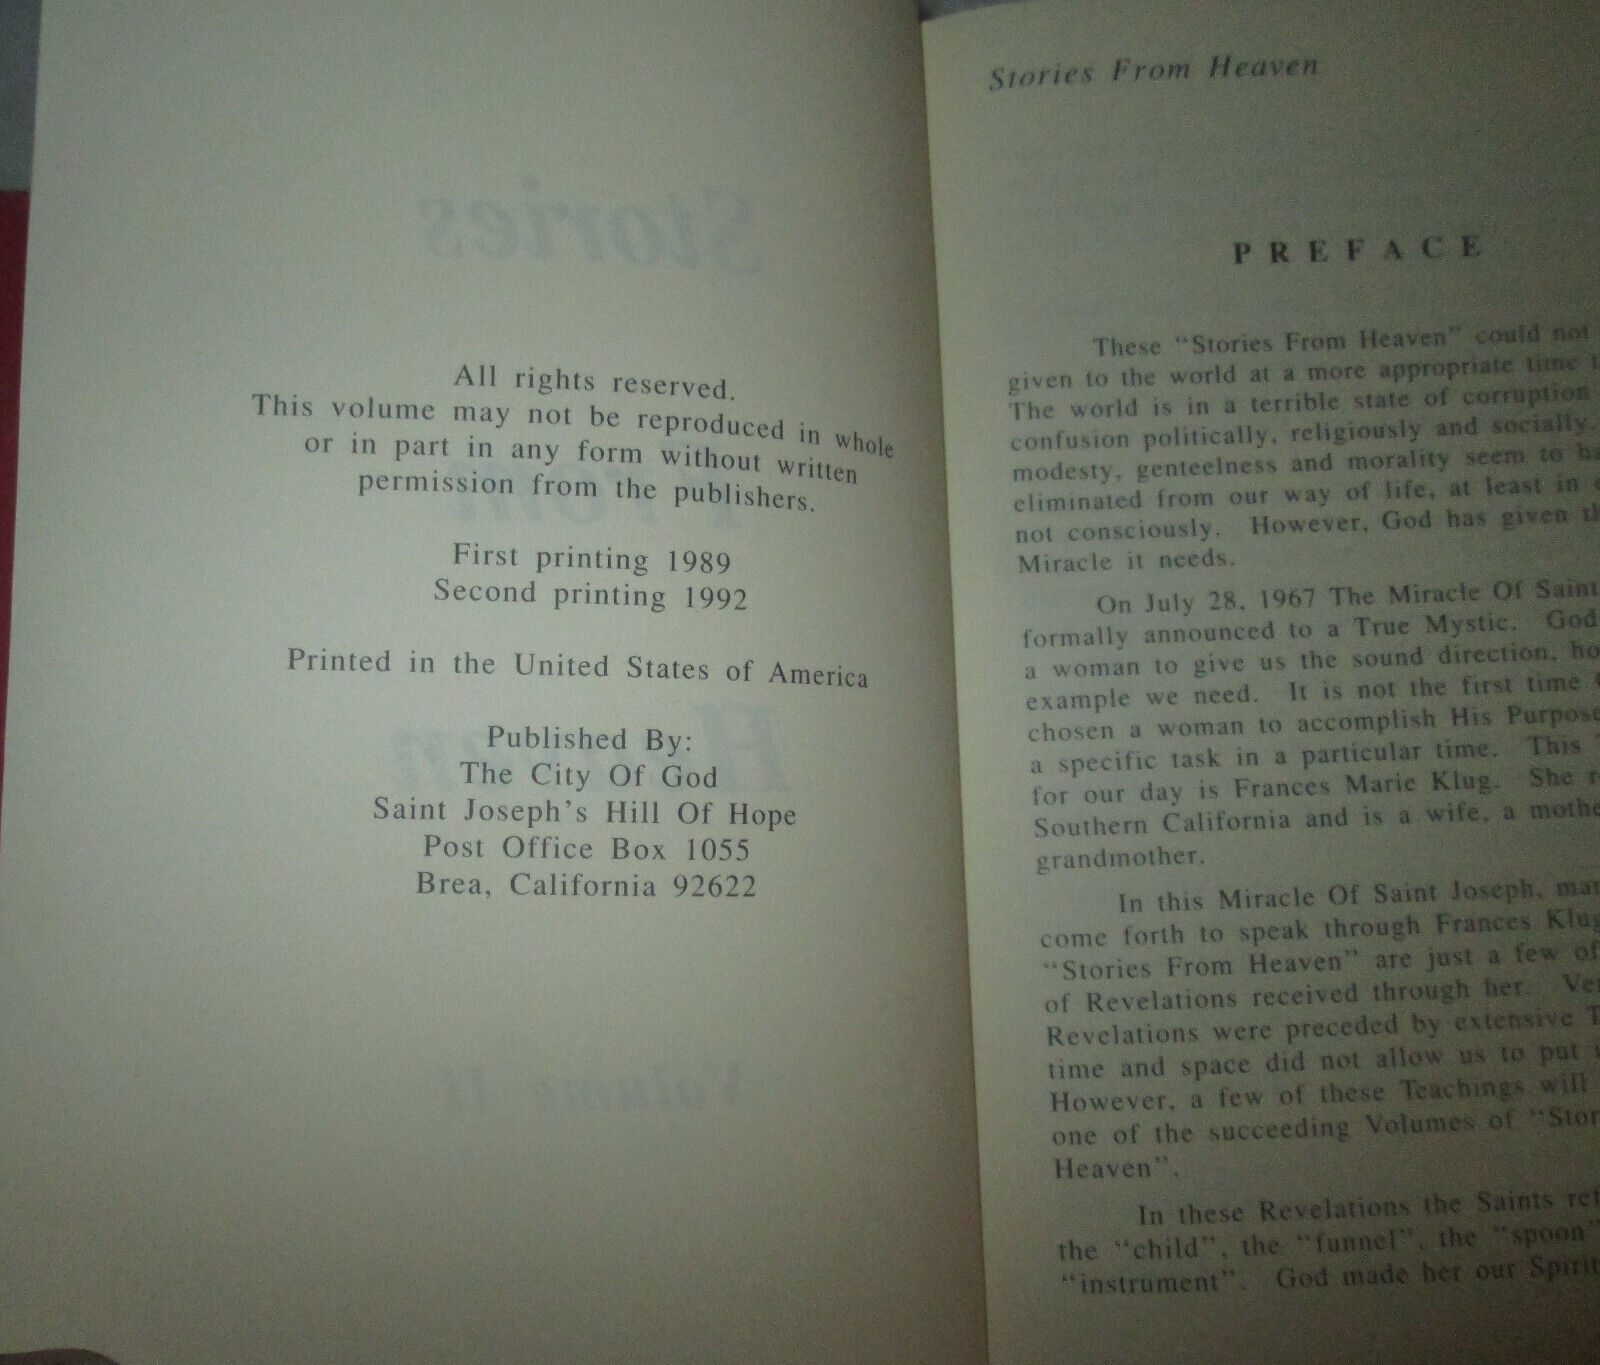 All rights reserved.
This volume may not be reproduced in whole
or in part in any form without written
permission from the publishers.
First printing 1989
Second printing 1992
Printed in the United States of America
Published By:
The City Of God
Saint Joseph's Hill Of Hope
Post Office Box 1055
Brea, California 92622
Stories From Heaven
PREFACE
These "Stories From Heaven" could not
given to the world at a more appropriate time
The world is in a terrible state of corruption
confusion politically, religiously and socially.
modesty, genteelness and morality seem to
eliminated from our way of life, at least in
not consciously. However, God has given
Miracle it needs.
On July 28, 1967 The Miracle Of Saint
formally announced to a True Mystic. God
a woman to give us the sound direction,
example we need. It is not the first time
chosen a woman to accomplish His Purpose
a specific task in a particular time. This
for our day is Frances Marie Klug. She
Southern California and is a wife, a mothe
grandmother.
In this Miracle Of Saint Joseph,
come forth to speak through Frances Klug
"Stories From Heaven" are just a few of
of Revelations received through her.
Revelations were preceded by extensive
time and space did not allow us to put
However, a few of these Teachings will
one of the succeeding Volumes of
Heaven".
In these Revelations the Saints
the "child", the "funnel", the "spoon"
"instrument". God made her our
Stories
Volume